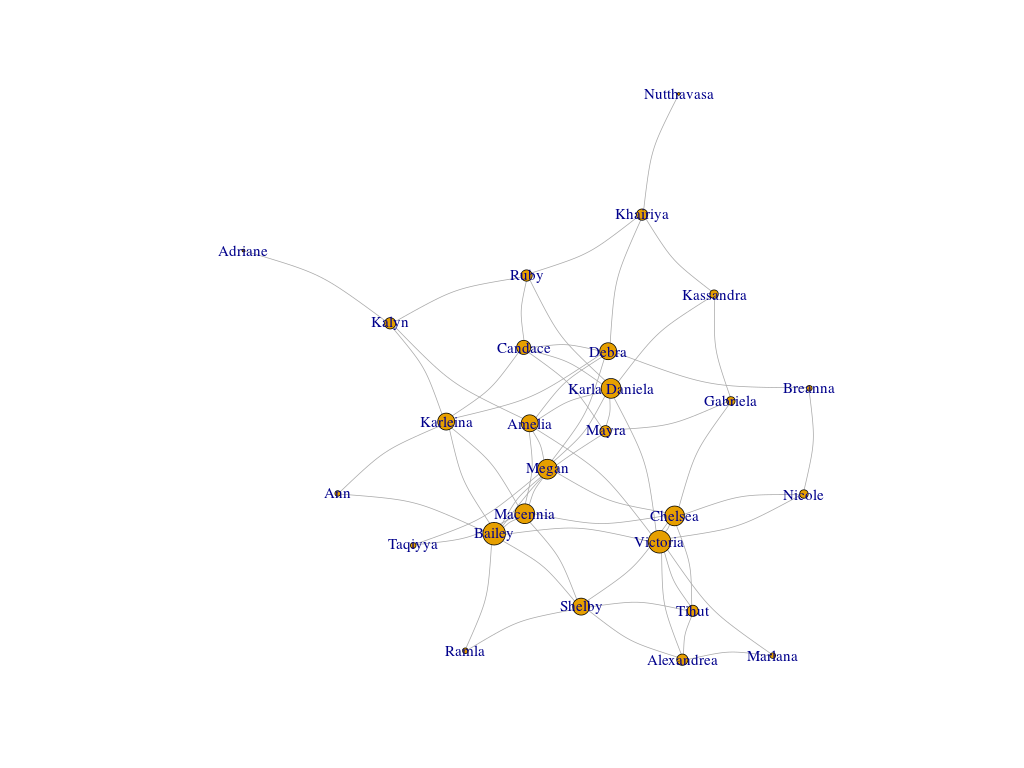 Nutthavasa
Khairiya
Adriane
Ruby
Kassandra
Kalyn
Candace
Debra
Karla Daniela
Breanna
Gabriela
Karleina
Amelia
Mayra
Megan
Ann
Nicole
Macennia
Chelsea
Bailey
Taqiyya
Victoria
Shelby
Tihut
Ramla
Alexandrea
Mariana